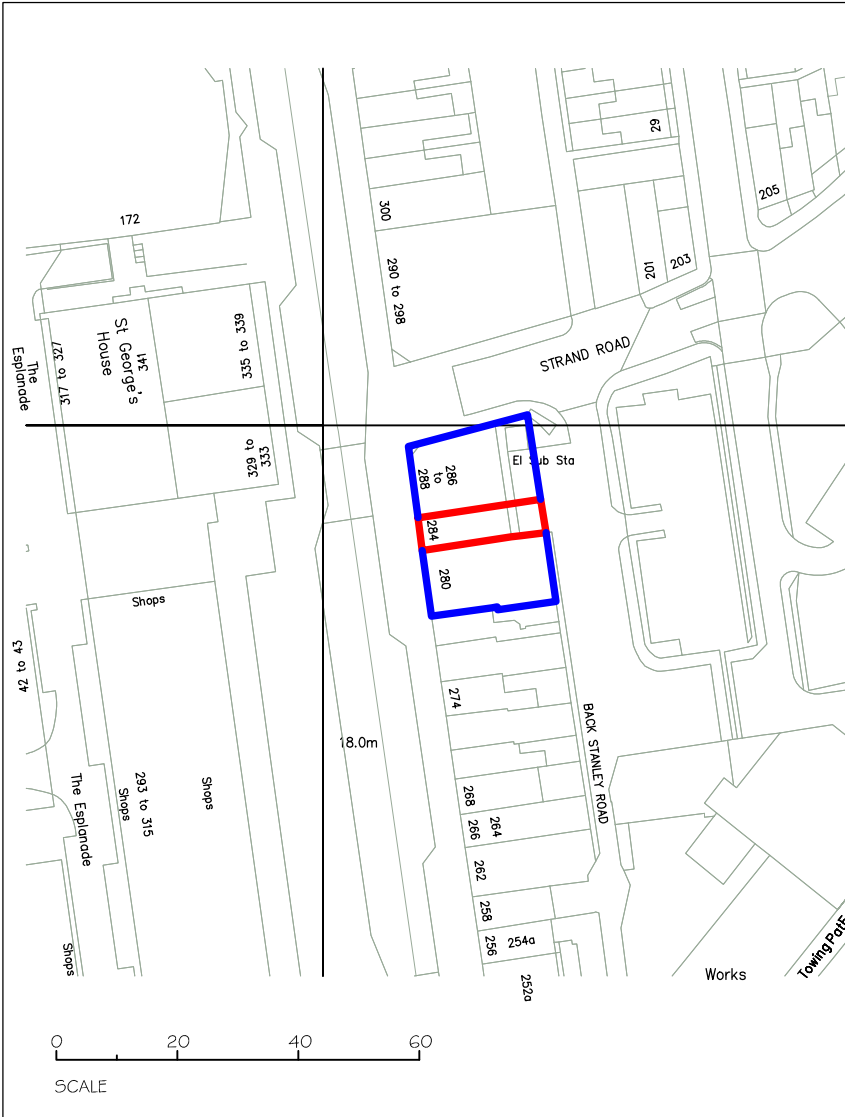 29
205
172
300
201
203
290 to 298
335 to 339
St George's
House
341
317 to 327
The
Esplanade
STRAND ROAD
329 to
333
El Sub Sta
286
to
288
284
280
Shops
42 to 43
274
BACK STANLEY ROAD
18.0m
The Esplanade
293 to 315
Shops
Shops
268
264
266
262
258
256
254a
252a
Shops
Works
Towing Path
0 20 40 60
SCALE